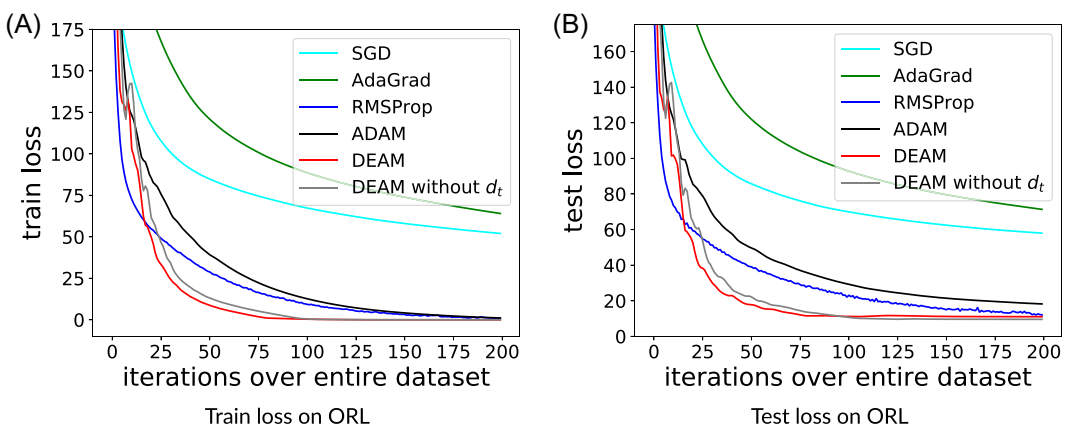 (A)
train loss
175
150
125
100
75
50
25
0
0 25 50 75 100 125 150 175 200
iterations over entire dataset
SGD
AdaGrad
RMSProp
ADAM
DEAM
DEAM without dₜ
Train loss on ORL
(B)
test loss
160
140
120
100
80
60
40
20
0
0 25 50 75 100 125 150 175 200
iterations over entire dataset
SGD
AdaGrad
RMSProp
ADAM
DEAM
DEAM without dₜ
Test loss on ORL